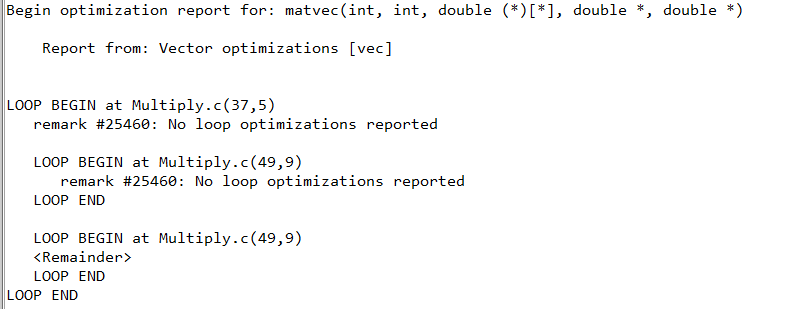 Begin optimization report for: matvec(int, int, double (*)[*], double *, double *)
Report from: Vector optimizations [vec]
LOOP BEGIN at Multiply.c(37,5)
remark #25460: No loop optimizations reported
LOOP BEGIN at Multiply.c(49,9)
remark #25460: No loop optimizations reported
LOOP END
LOOP BEGIN at Multiply.c(49,9)
<Remainder>
LOOP END
LOOP END